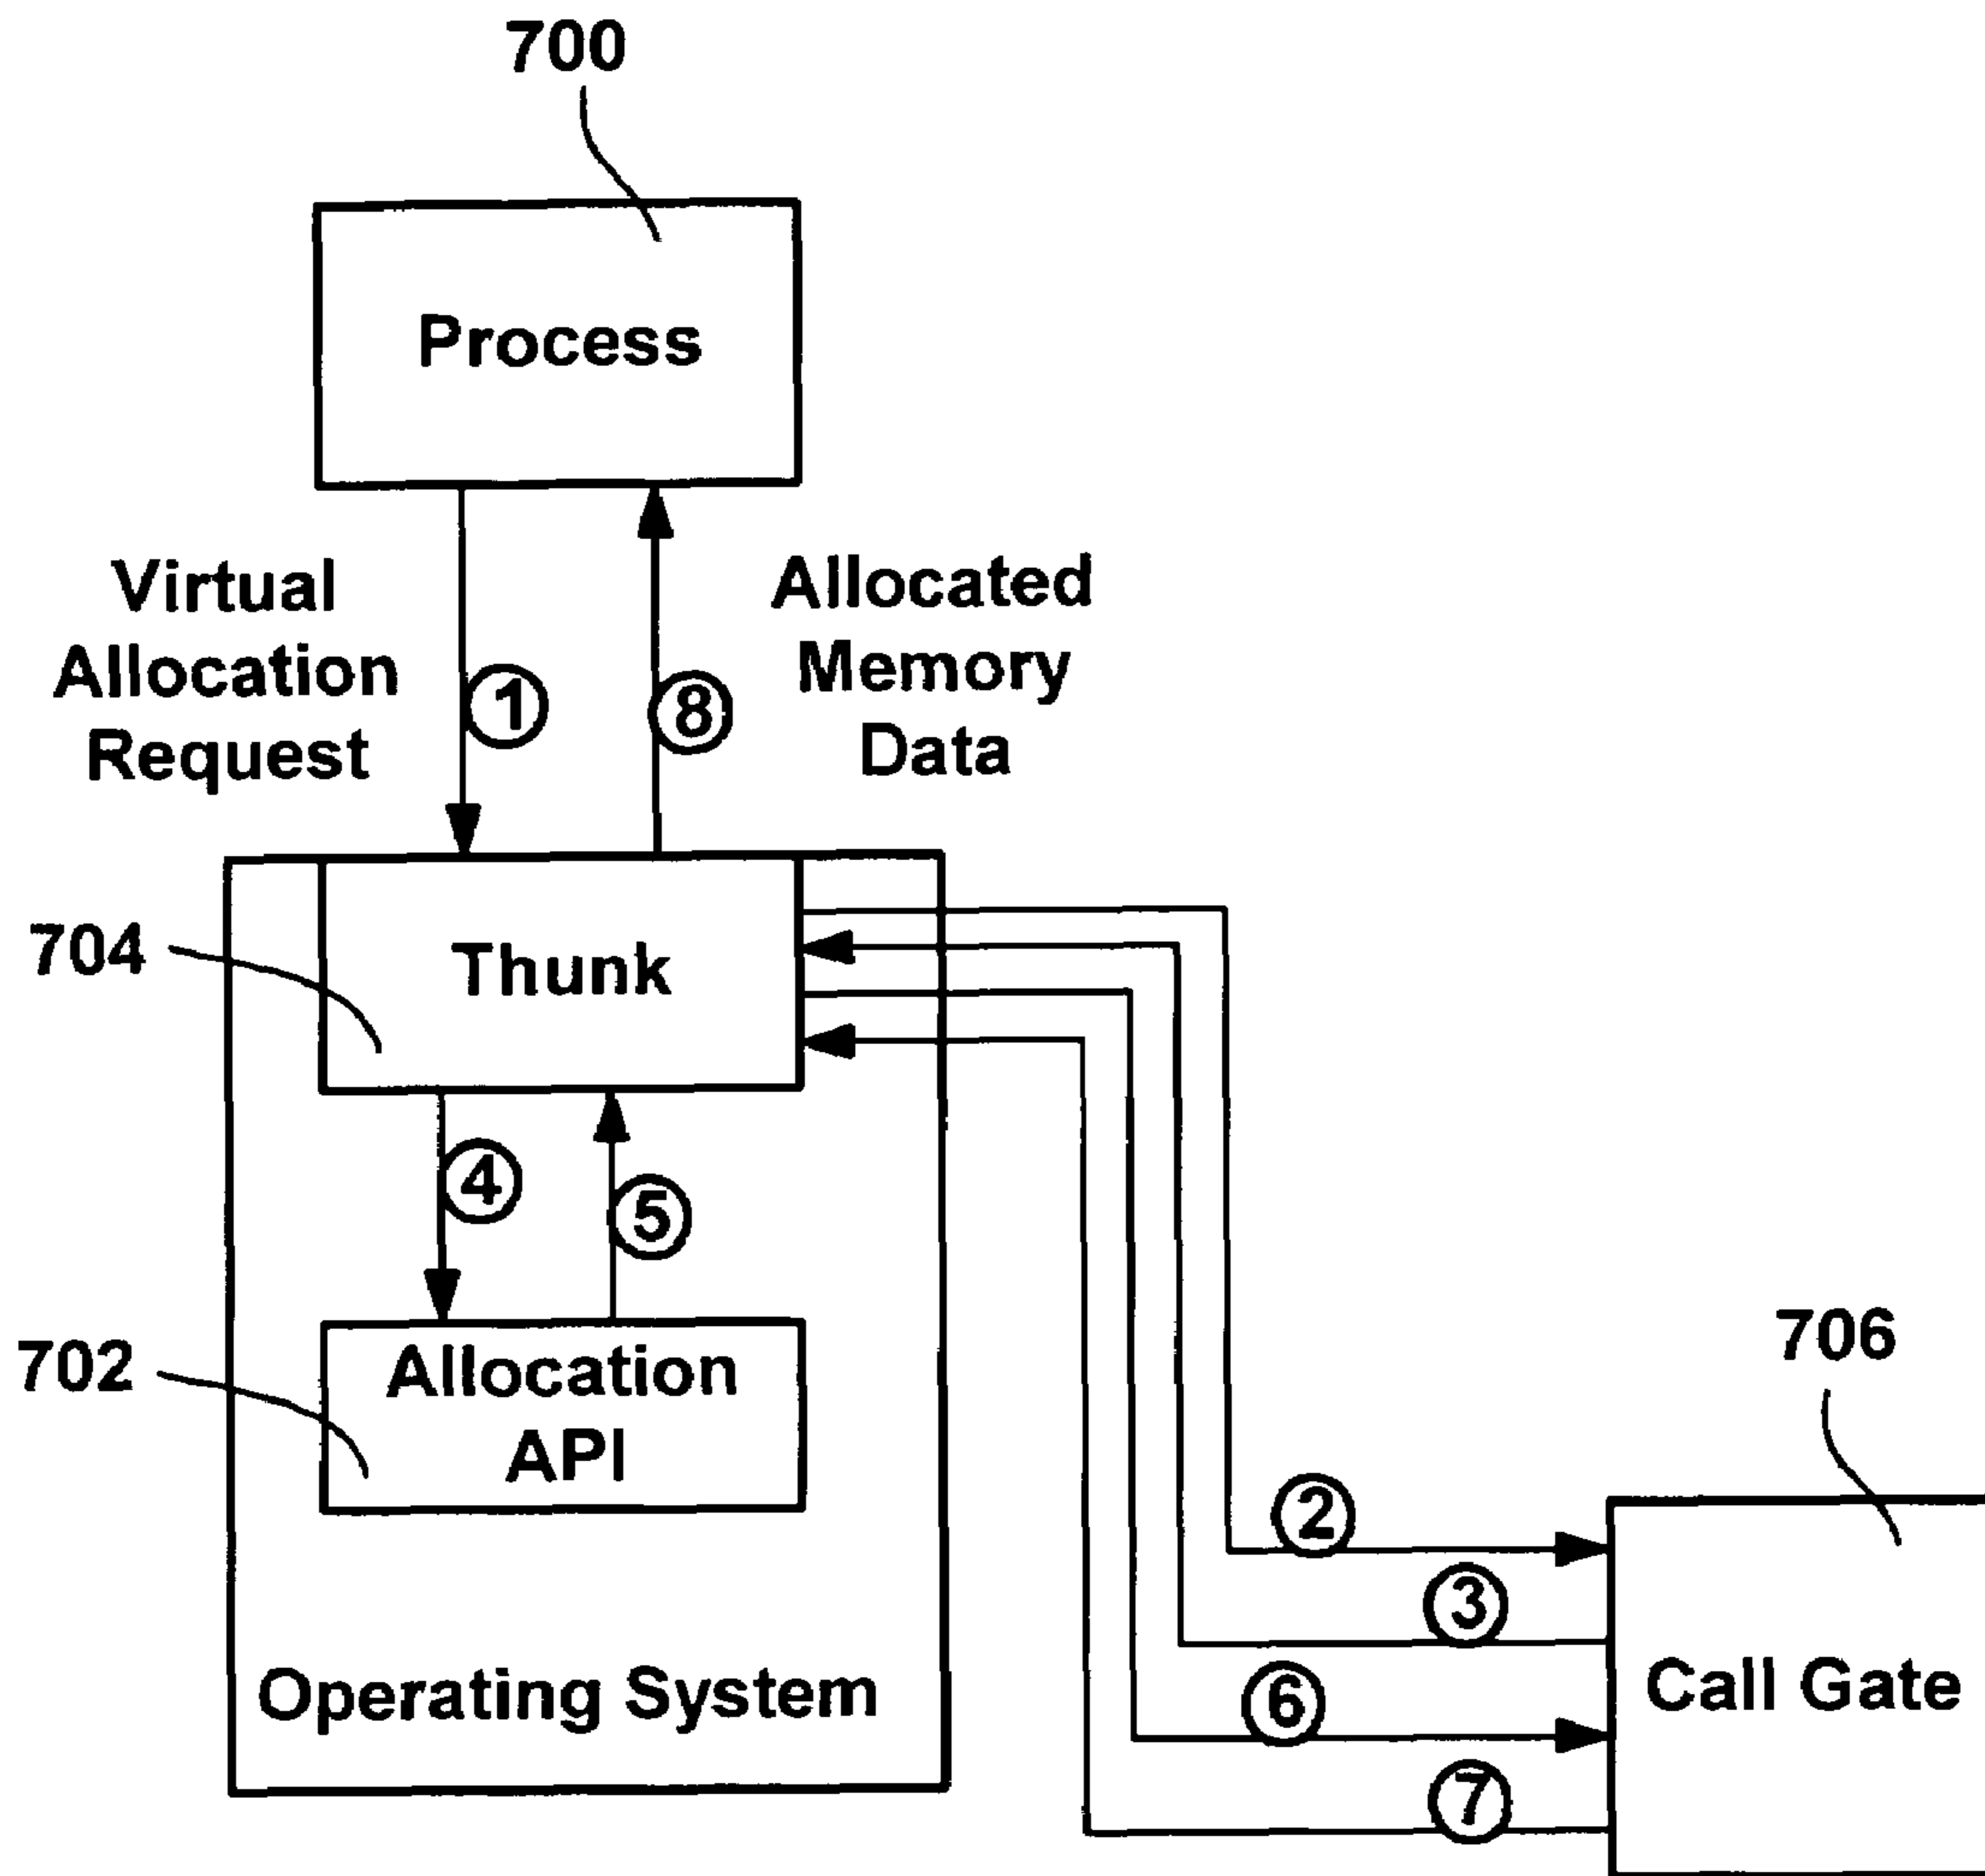 700
Process
Virtual
Allocation
Request
1
8
Allocated
Memory
Data
704
Thunk
4
5
702
Allocation
API
706
2
3
Operating System
6
Call Gate
7